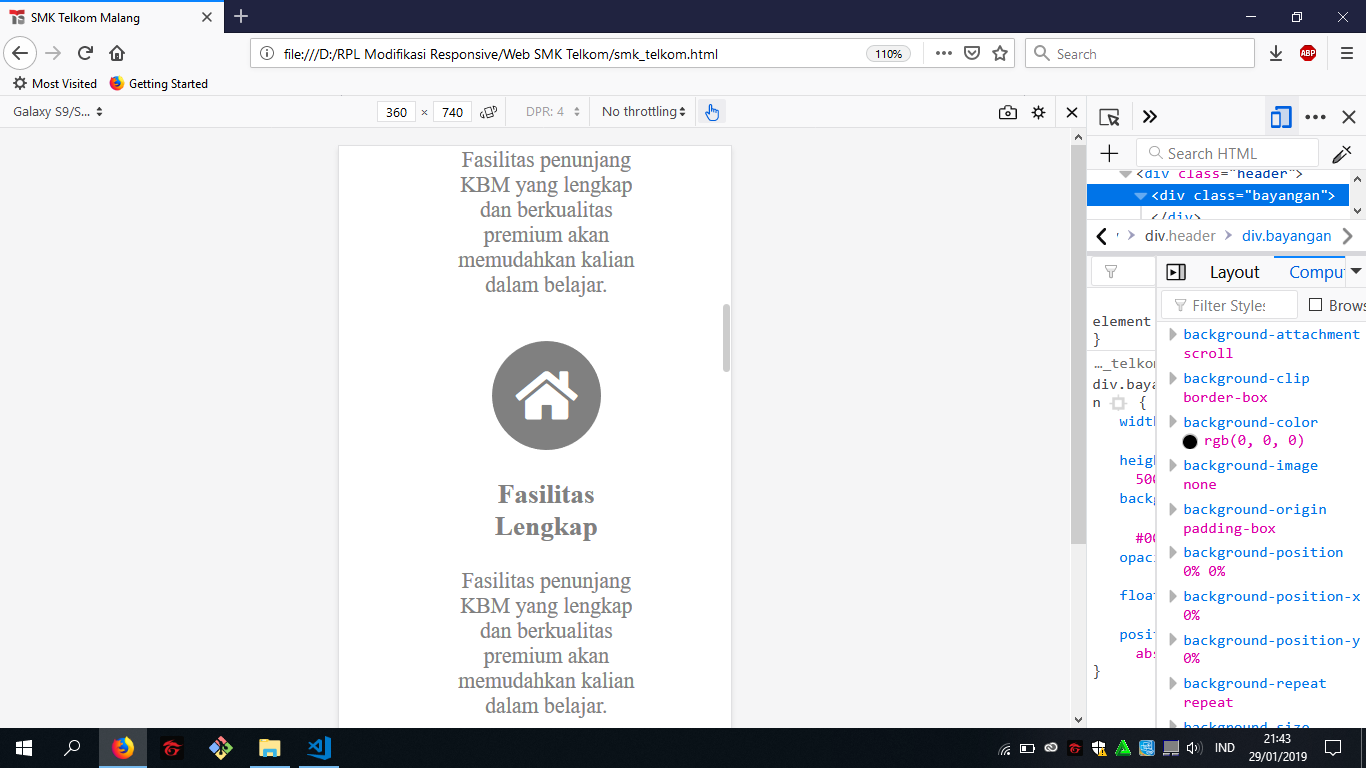 SMK Telkom Malang
file:///D:/RPL Modifikasi Responsive/Web SMK Telkom/smk_telkom.html
110%
Search
ABP
Most Visited
Getting Started
Galaxy S9/S...
360 × 740
DPR: 4
No throttling
Fasilitas penunjang
KBM yang lengkap
dan berkualitas
premium akan
memudahkan kalian
dalam belajar.
Fasilitas
Lengkap
Fasilitas penunjang
KBM yang lengkap
dan berkualitas
premium akan
memudahkan kalian
dalam belajar.
Search HTML
<div class="header">
<div class="bayangan">
</div>
div.header
div.bayangan
element
}
…_telkom
div.baya
n {
width
heigh
500
backg
#00
opaci
float
posit
abs
}
Layout
Compu
Filter Styles
Brows
background-attachment
scroll
background-clip
border-box
background-color
rgb(0, 0, 0)
background-image
none
background-origin
padding-box
background-position
0% 0%
background-position-x
0%
background-position-y
0%
background-repeat
repeat
background-size
IND
21:43
29/01/2019